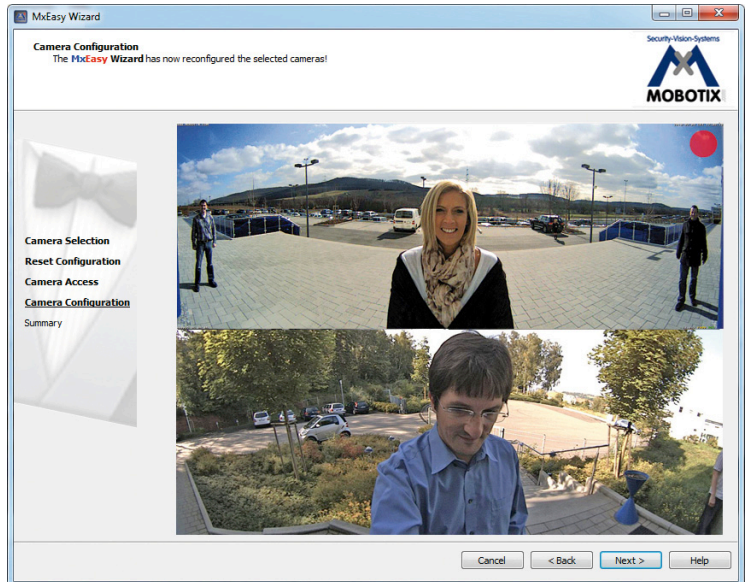 MxEasy Wizard
Camera Configuration
The MxEasy Wizard has now reconfigured the selected cameras!
Security-Vision-Systems
MOBOTIX
Camera Selection
Reset Configuration
Camera Access
Camera Configuration
Summary
Cancel
< Back
Next >
Help